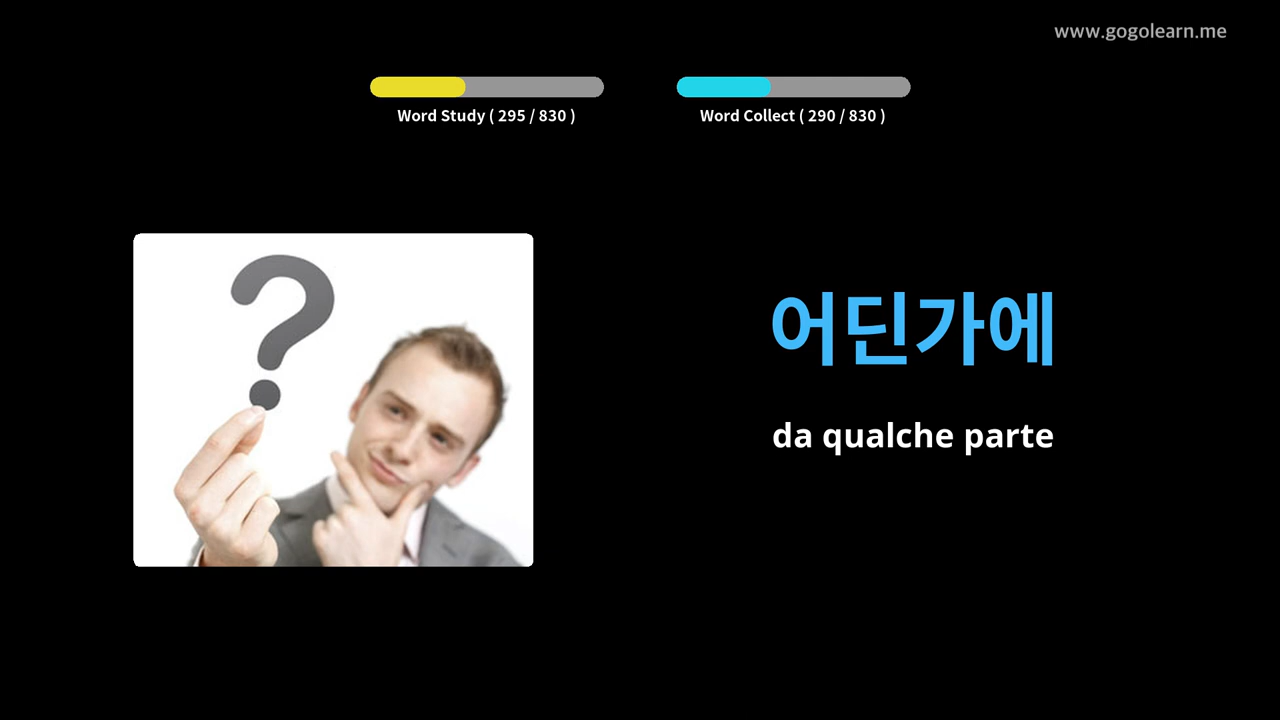 www.gogolearn.me
Word Study ( 295 / 830 )
Word Collect ( 290 / 830 )
어딘가에
da qualche parte